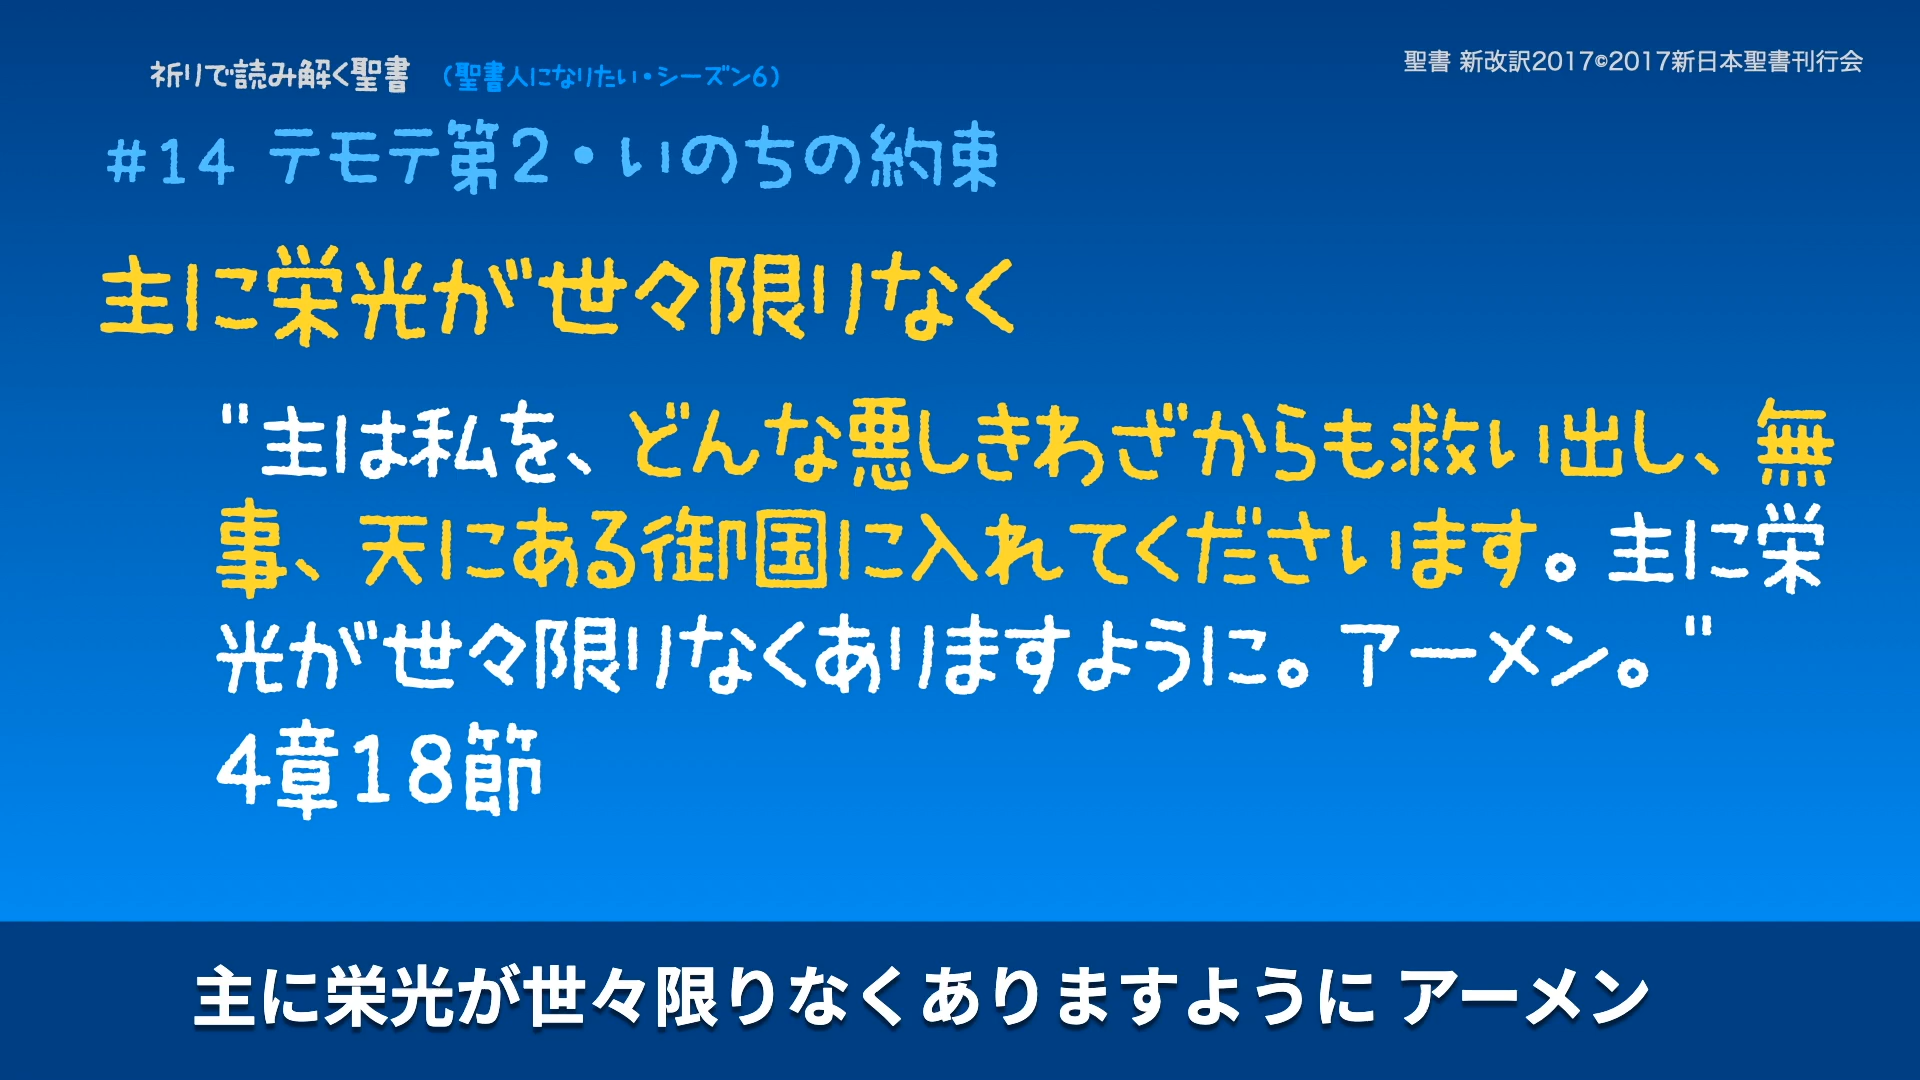 祈りで読み解く聖書 (聖書人になりたい・シーズン6)
聖書 新改訳2017©2017新日本聖書刊行会
#14 テモテ第2・いのちの約束
主に栄光が世々限りなく
"主は私を、どんな悪しきわざからも救い出し、無
事、天にある御国に入れてくださいます。主に栄
光が世々限りなくありますように。アーメン。"
4章18節
主に栄光が世々限りなくありますように アーメン